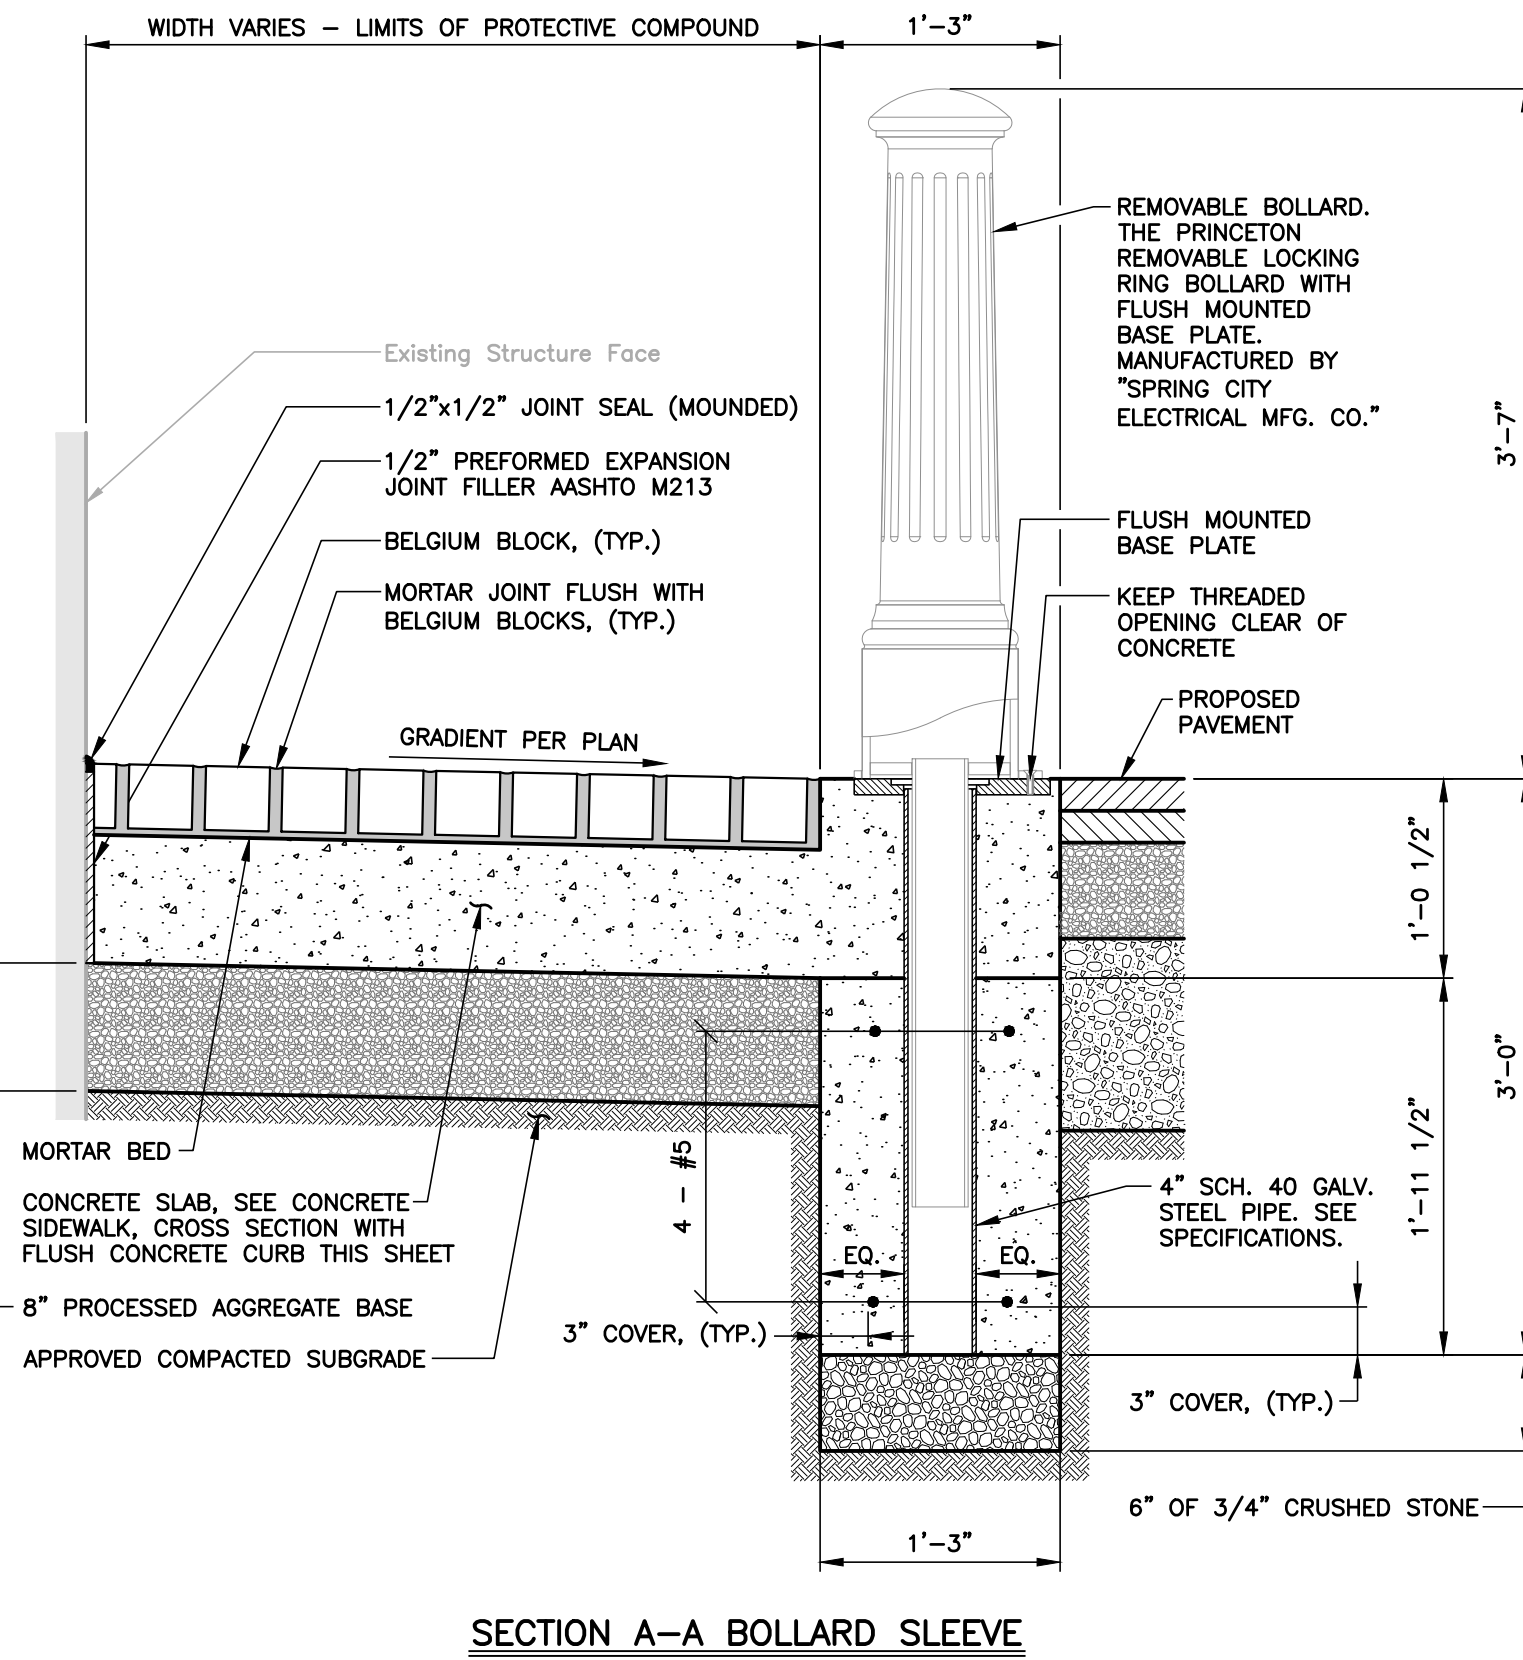 WIDTH VARIES – LIMITS OF PROTECTIVE COMPOUND
1'–3"
REMOVABLE BOLLARD.
THE PRINCETON
REMOVABLE LOCKING
RING BOLLARD WITH
FLUSH MOUNTED
BASE PLATE.
MANUFACTURED BY
"SPRING CITY
ELECTRICAL MFG. CO."
3'–7"
Existing Structure Face
1/2"x1/2" JOINT SEAL (MOUNDED)
1/2" PREFORMED EXPANSION
JOINT FILLER AASHTO M213
BELGIUM BLOCK, (TYP.)
MORTAR JOINT FLUSH WITH
BELGIUM BLOCKS, (TYP.)
FLUSH MOUNTED
BASE PLATE
KEEP THREADED
OPENING CLEAR OF
CONCRETE
PROPOSED
PAVEMENT
GRADIENT PER PLAN
1'–0 1/2"
3'–0"
1'–11 1/2"
4 – #5
MORTAR BED
CONCRETE SLAB, SEE CONCRETE
SIDEWALK, CROSS SECTION WITH
FLUSH CONCRETE CURB THIS SHEET
8" PROCESSED AGGREGATE BASE
APPROVED COMPACTED SUBGRADE
4" SCH. 40 GALV.
STEEL PIPE. SEE
SPECIFICATIONS.
EQ.
EQ.
3" COVER, (TYP.)
3" COVER, (TYP.)
6" OF 3/4" CRUSHED STONE
1'–3"
SECTION A–A BOLLARD SLEEVE